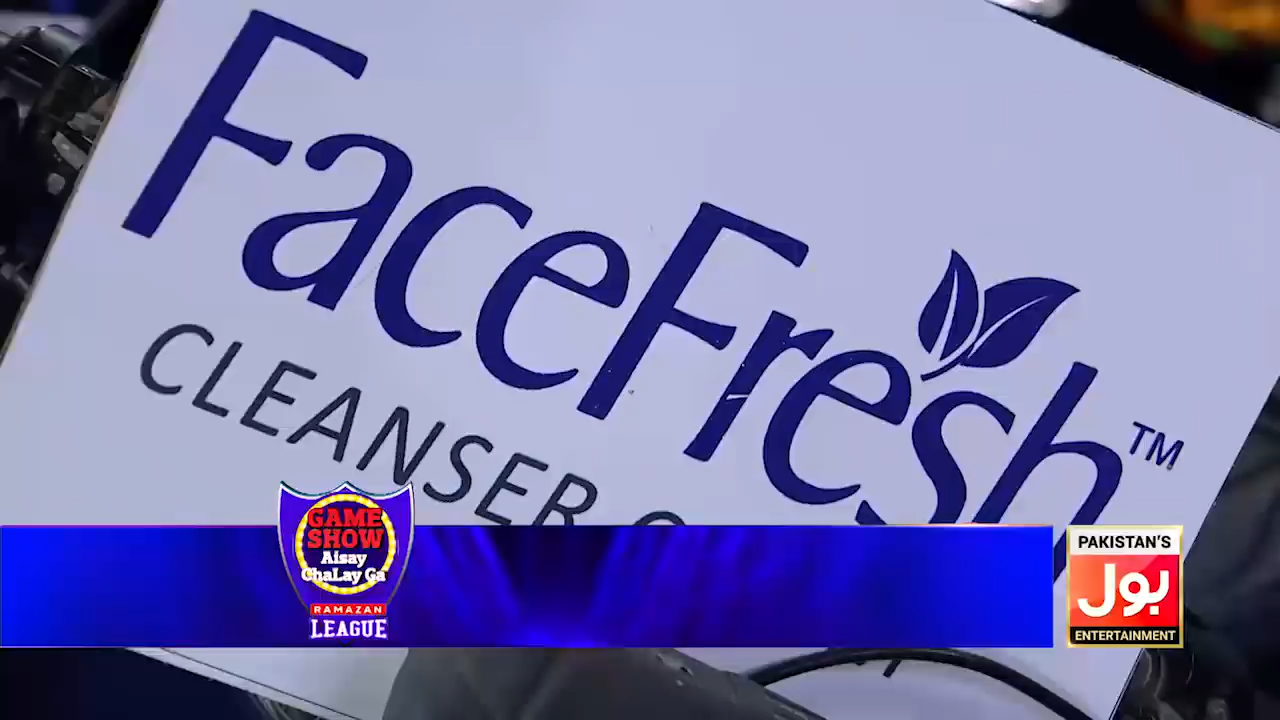 FaceFresh™
CLEANSER
GAME
SHOW
Aisay
ChaLay Ga
RAMAZAN
LEAGUE
PAKISTAN'S
بول
ENTERTAINMENT